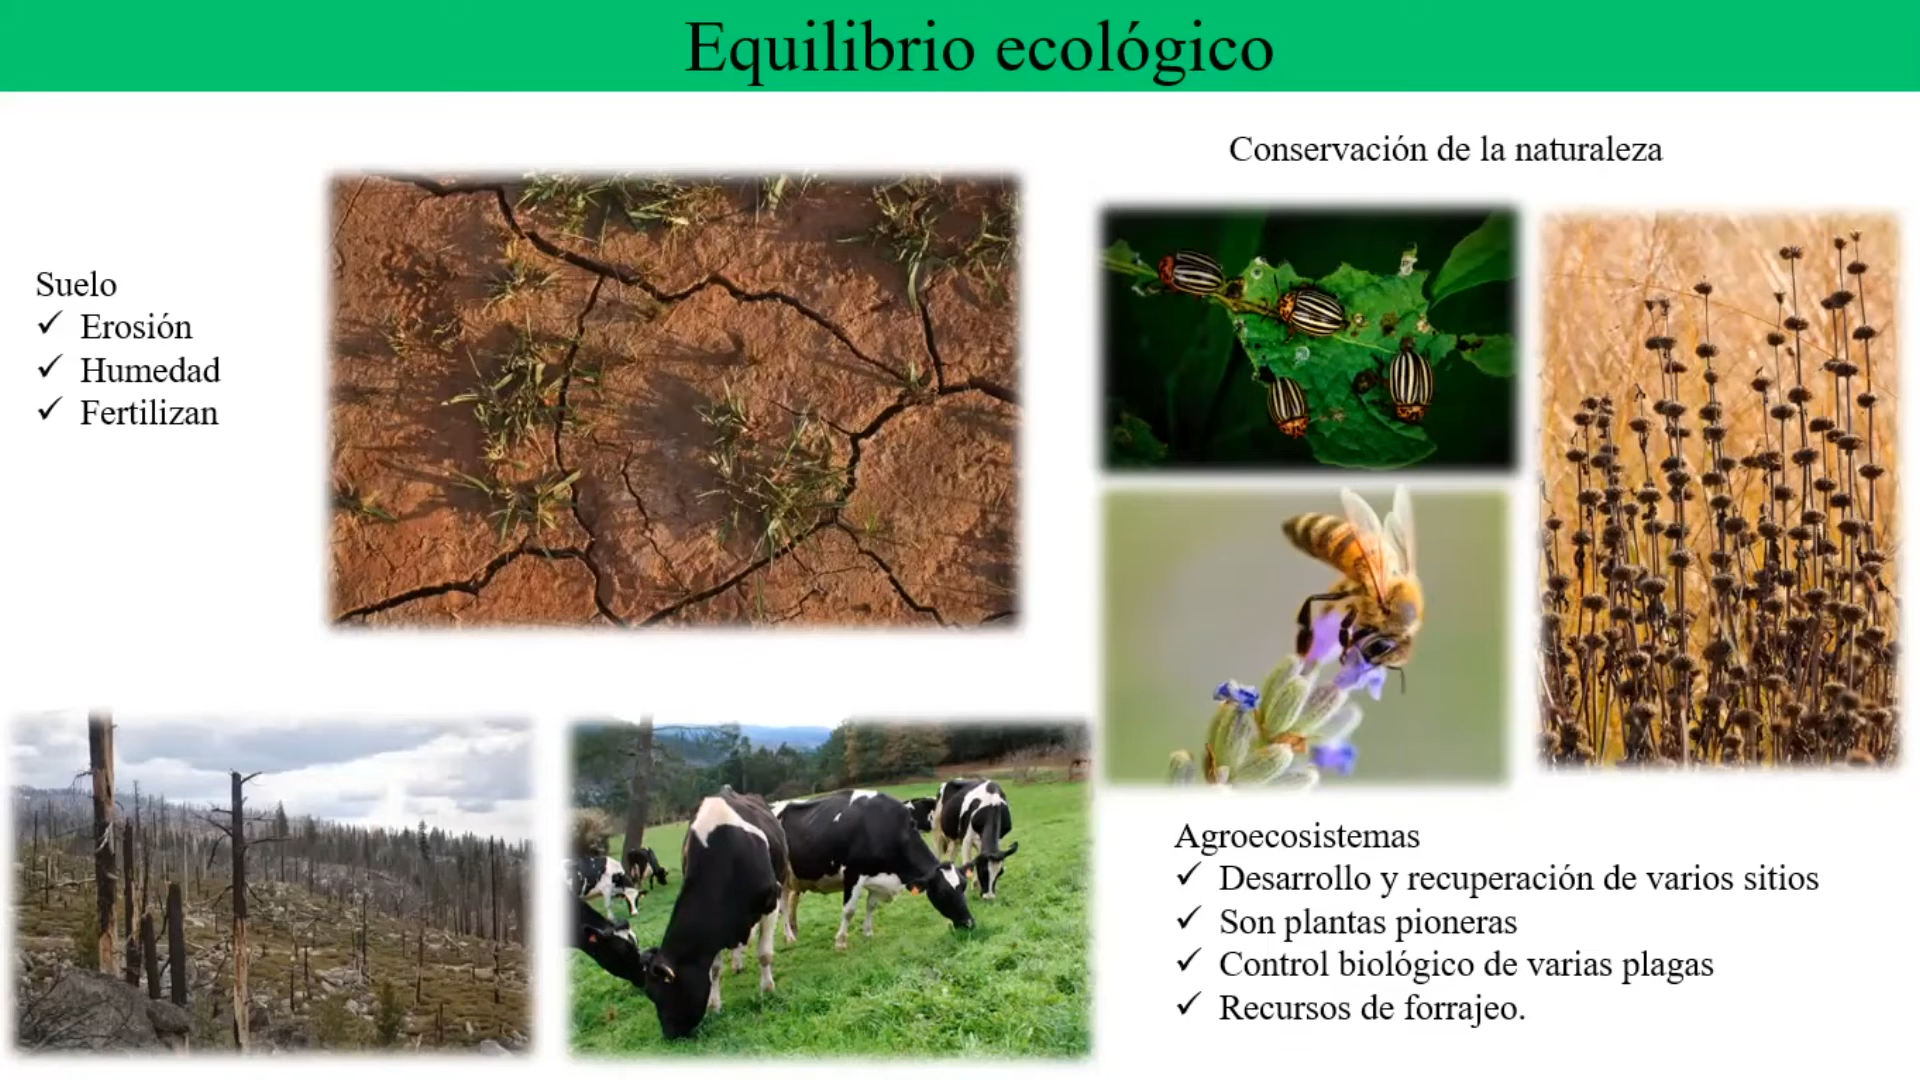 Equilibrio ecológico
Suelo
✓ Erosión
✓ Humedad
✓ Fertilizan
Conservación de la naturaleza
Agroecosistemas
✓ Desarrollo y recuperación de varios sitios
✓ Son plantas pioneras
✓ Control biológico de varias plagas
✓ Recursos de forrajeo.